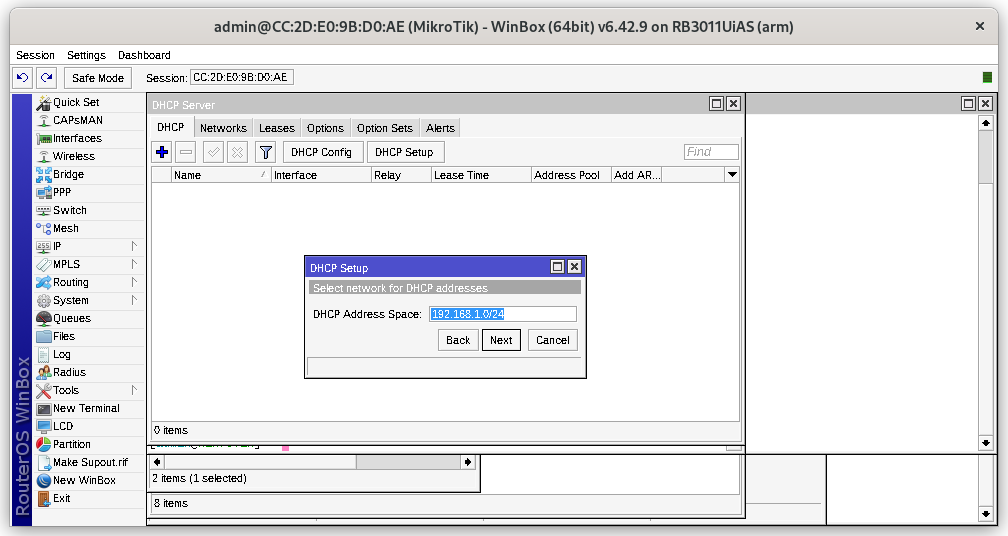 admin@CC:2D:E0:9B:D0:AE (MikroTik) - WinBox (64bit) v6.42.9 on RB3011UiAS (arm)
Session Settings Dashboard
Safe Mode Session: CC:2D:E0:9B:D0:AE
Quick Set
CAPsMAN
Interfaces
Wireless
Bridge
PPP
Switch
Mesh
IP
MPLS
Routing
System
Queues
Files
Log
Radius
Tools
New Terminal
LCD
Partition
Make Supout.rif
New WinBox
Exit
RouterOS WinBox
DHCP Server
DHCP Networks Leases Options Option Sets Alerts
DHCP Config DHCP Setup Find
Name / Interface Relay Lease Time Address Pool Add AR...
DHCP Setup
Select network for DHCP addresses
DHCP Address Space: 192.168.1.0/24
Back Next Cancel
0 items
2 items (1 selected)
8 items